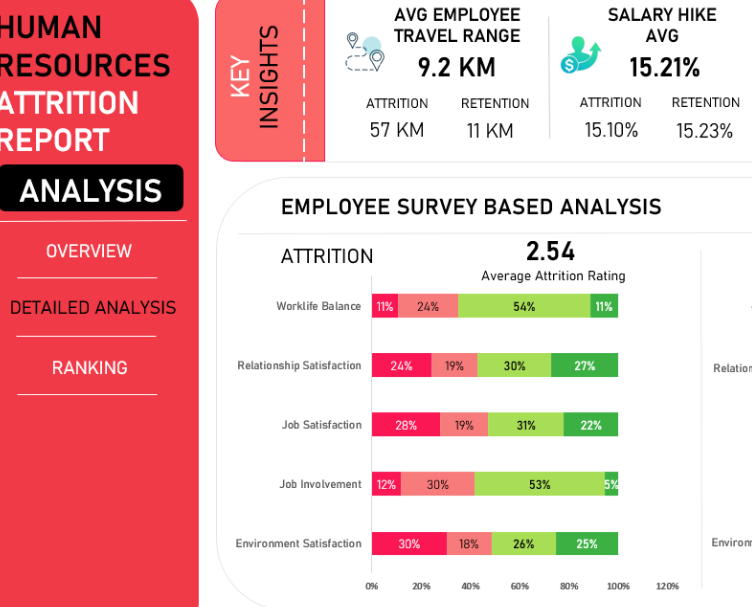 HUMAN
RESOURCES
ATTRITION
REPORT
ANALYSIS
OVERVIEW
DETAILED ANALYSIS
RANKING
KEY
INSIGHTS
AVG EMPLOYEE
TRAVEL RANGE
9.2 KM
ATTRITION RETENTION
57 KM 11 KM
SALARY HIKE
AVG
$
15.21%
ATTRITION RETENTION
15.10% 15.23%
EMPLOYEE SURVEY BASED ANALYSIS
ATTRITION
2.54
Average Attrition Rating
Worklife Balance 11% 24% 54% 11%
Relationship Satisfaction 24% 19% 30% 27%
Job Satisfaction 28% 19% 31% 22%
Job Involvement 12% 30% 53% 5%
Environment Satisfaction 30% 18% 26% 25%
0% 20% 40% 60% 80% 100% 120%
Relation
Environ